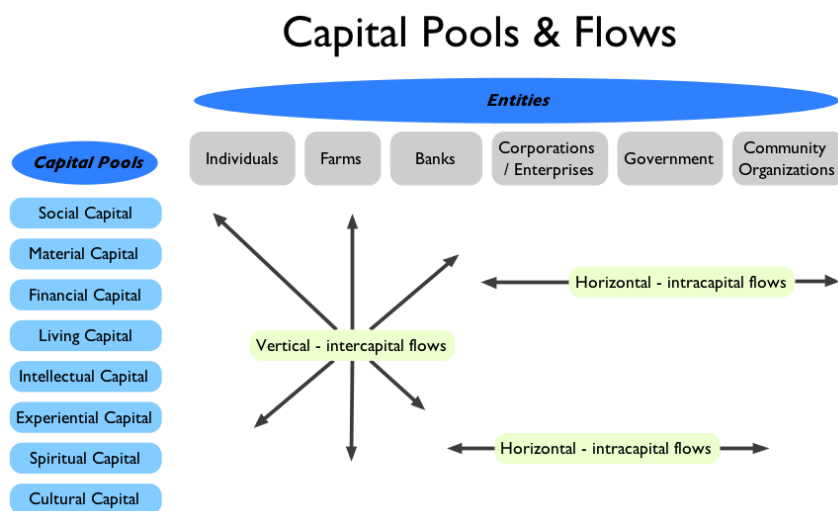 Capital Pools & Flows
Entities
Capital Pools
Individuals
Farms
Banks
Corporations
/ Enterprises
Government
Community
Organizations
Social Capital
Material Capital
Financial Capital
Living Capital
Intellectual Capital
Experiential Capital
Spiritual Capital
Cultural Capital
Horizontal - intracapital flows
Vertical - intercapital flows
Horizontal - intracapital flows